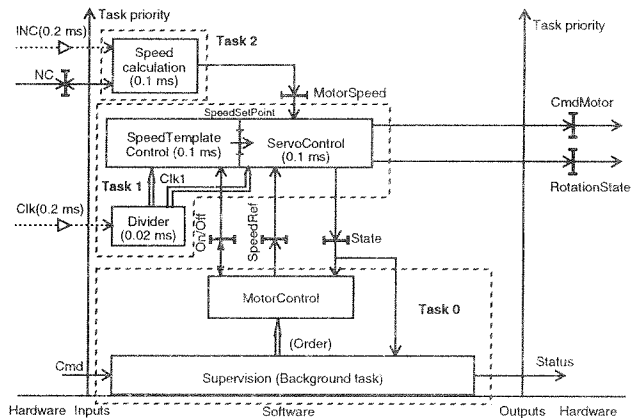 Task priority
INC(0.2 ms)
Task 2
Speed
calculation
(0.1 ms)
NC
MotorSpeed
Task priority
CmdMotor
RotationState
SpeedSetPoint
SpeedTemplate
Control (0.1 ms)
ServoControl
(0.1 ms)
Task 1
Clk1
Clk(0.2 ms)
Divider
(0.02 ms)
On/Off
SpeedRef
State
MotorControl
Task 0
(Order)
Cmd
Supervision (Background task)
Status
Hardware Inputs Software Outputs Hardware